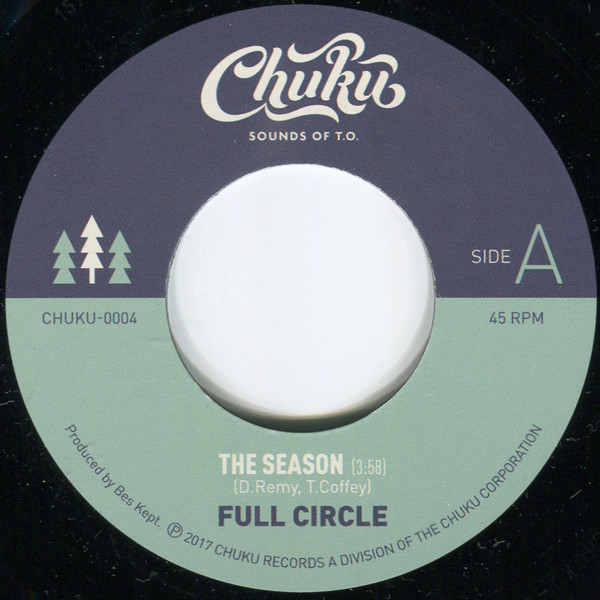 Chuku
SOUNDS OF T.O.
SIDE A
CHUKU-0004
45 RPM
THE SEASON (3:58)
(D.Remy, T.Coffey)
FULL CIRCLE
Produced by Bes Kept. ℗ 2017 CHUKU RECORDS A DIVISION OF THE CHUKU CORPORATION